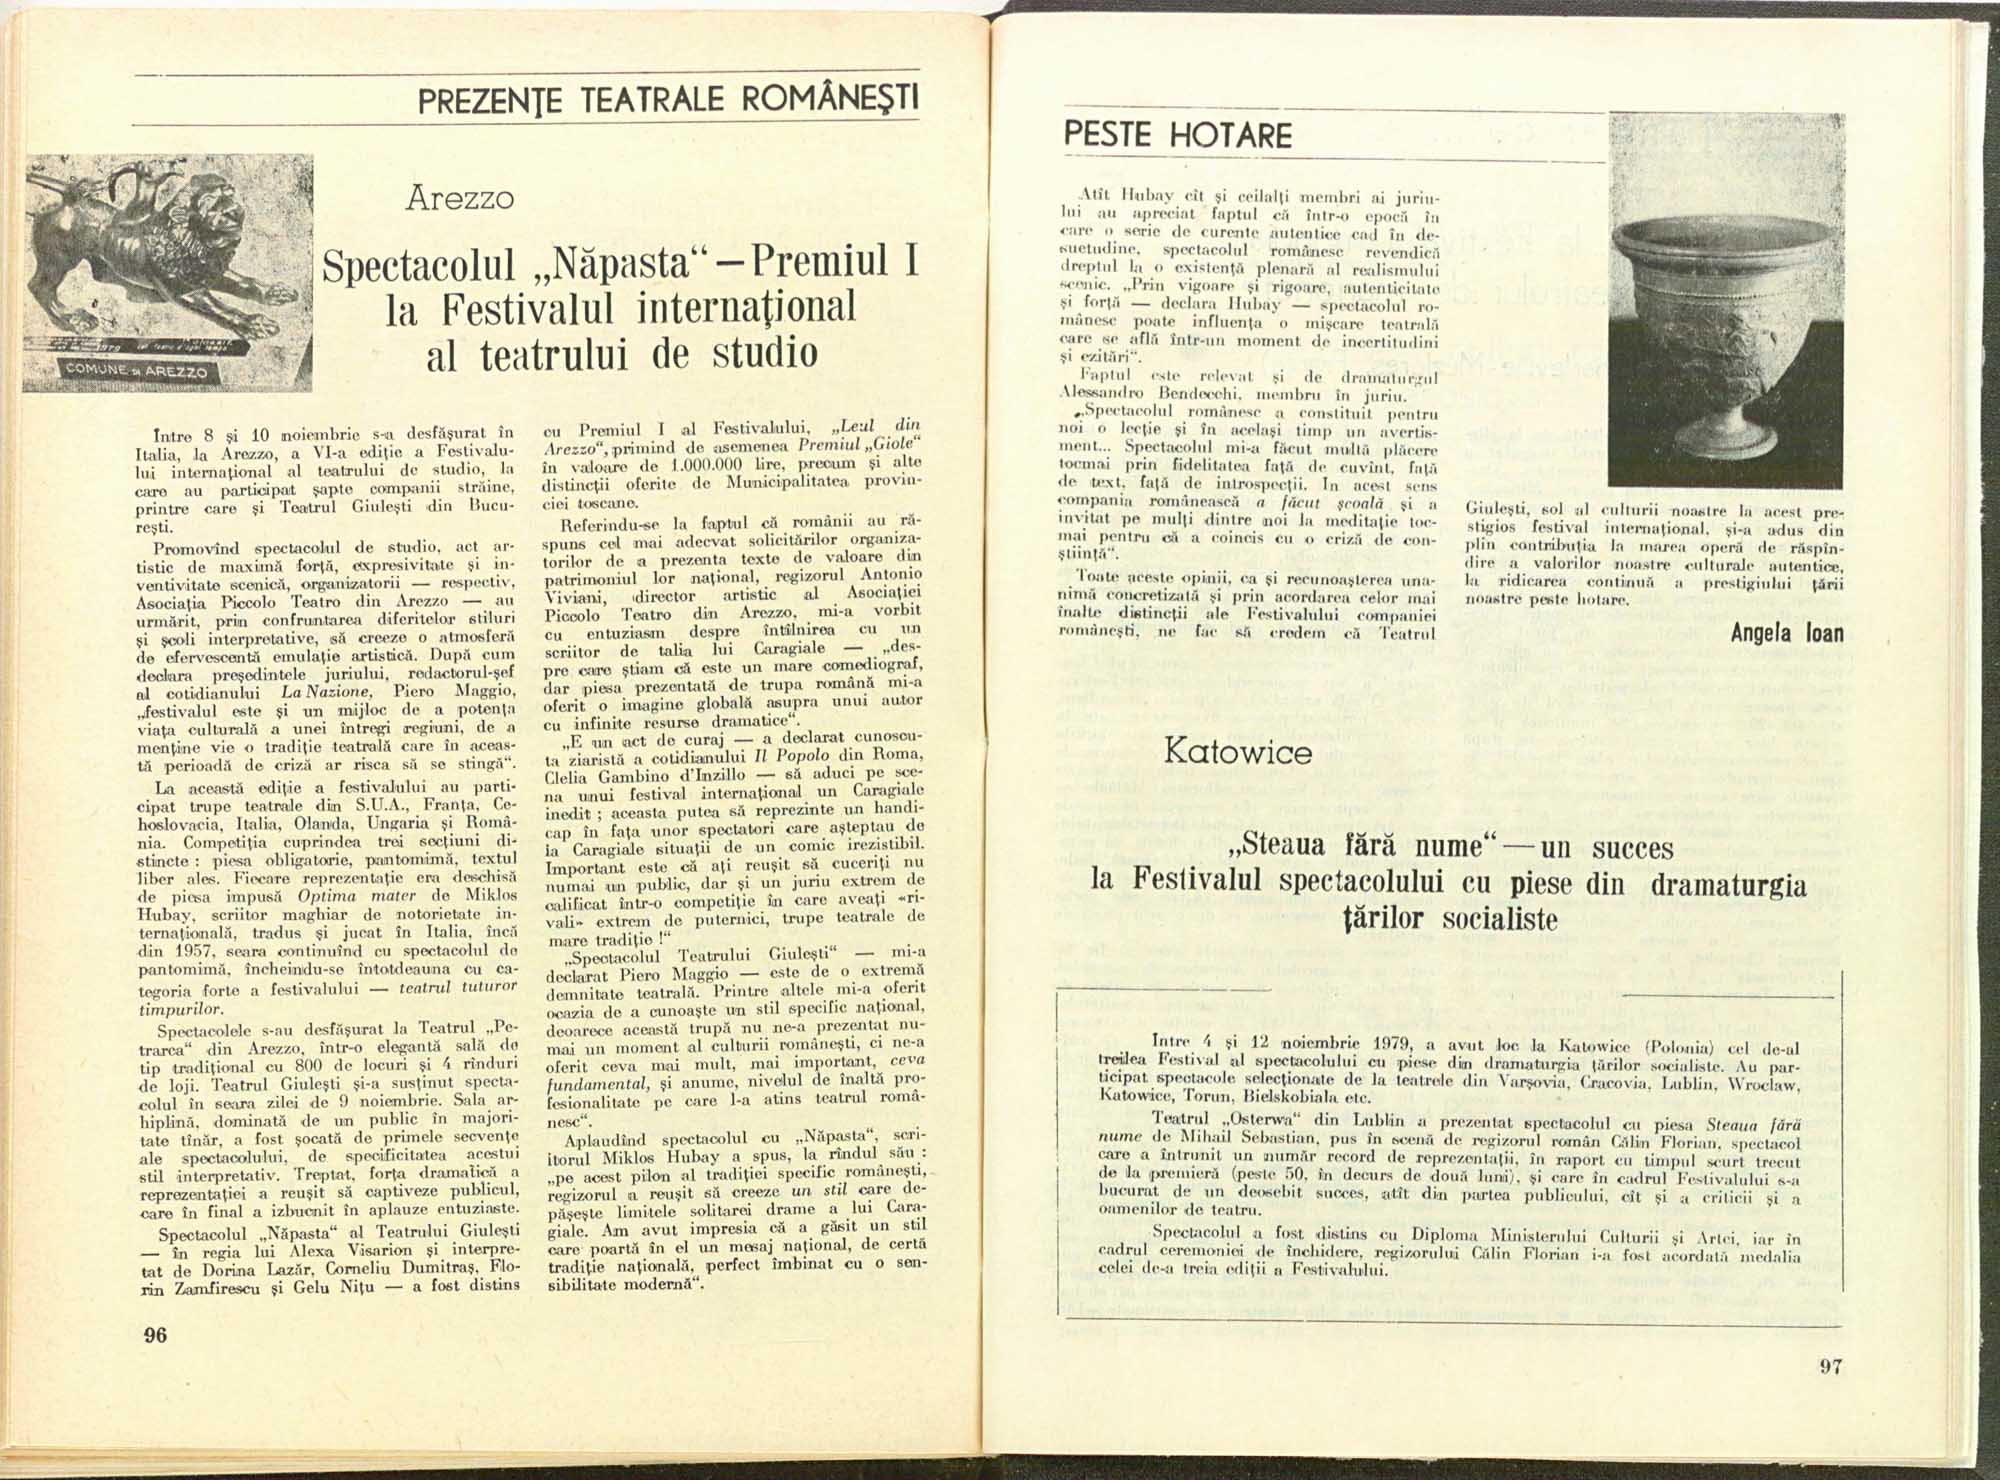 PREZENȚE TEATRALE ROMÂNEȘTI
COMUNE DI AREZZO
Arezzo
Spectacolul „Năpasta“ — Premiul I
la Festivalul internațional
al teatrului de studio
Intre 8 și 10 noiembrie s-a desfășurat în
Italia, la Arezzo, a VI-a ediție a Festivalu-
lui internațional al teatrului de studio, la
care au participat șapte companii străine,
printre care și Teatrul Giulești din Bucu-
rești.
Promovînd spectacolul de studio, act ar-
tistic de maximă forță, expresivitate și in-
ventivitate scenică, organizatorii — respectiv,
Asociația Piccolo Teatro din Arezzo — au
urmărit, prin confruntarea diferitelor stiluri
și școli interpretative, să creeze o atmosferă
de efervescentă emulație artistică. După cum
declara președintele juriului, redactorul-șef
al cotidianului La Nazione, Piero Maggio,
„festivalul este și un mijloc de a potența
viața culturală a unei întregi regiuni, de a
menține vie o tradiție teatrală care în aceas-
tă perioadă de criză ar risca să se stingă“.
La această ediție a festivalului au parti-
cipat trupe teatrale din S.U.A., Franța, Ce-
hoslovacia, Italia, Olanda, Ungaria și Româ-
nia. Competiția cuprindea trei secțiuni di-
stincte : piesa obligatorie, pantomimă, textul
liber ales. Fiecare reprezentație era deschisă
de piesa impusă Optima mater de Miklos
Hubay, scriitor maghiar de notorietate in-
ternațională, tradus și jucat în Italia, încă
din 1957, seara continuînd cu spectacolul de
pantomimă, încheindu-se întotdeauna cu ca-
tegoria forte a festivalului — teatrul tuturor
timpurilor.
Spectacolele s-au desfășurat la Teatrul „Pe-
trarca“ din Arezzo, într-o elegantă sală de
tip tradițional cu 800 de locuri și 4 rînduri
de loji. Teatrul Giulești și-a susținut specta-
colul în seara zilei de 9 noiembrie. Sala ar-
hiplină, dominată de un public în majori-
tate tînăr, a fost șocată de primele secvențe
ale spectacolului, de specificitatea acestui
stil interpretativ. Treptat, forța dramatică a
reprezentației a reușit să captiveze publicul,
care în final a izbucnit în aplauze entuziaste.
Spectacolul „Năpasta“ al Teatrului Giulești
— în regia lui Alexa Visarion și interpre-
tat de Dorina Lazăr, Corneliu Dumitraș, Flo-
rin Zamfirescu și Gelu Nițu — a fost distins
cu Premiul I al Festivalului, „Leul din
Arezzo“, primind de asemenea Premiul „Giole“
în valoare de 1.000.000 lire, precum și alte
distincții oferite de Municipalitatea provin-
ciei toscane.
Referindu-se la faptul că românii au ră-
spuns cel mai adecvat solicitărilor organiza-
torilor de a prezenta texte de valoare din
patrimoniul lor național, regizorul Antonio
Viviani, director artistic al Asociației
Piccolo Teatro din Arezzo, mi-a vorbit
cu entuziasm despre întîlnirea cu un
scriitor de talia lui Caragiale — „des-
pre care știam că este un mare comediograf,
dar piesa prezentată de trupa română mi-a
oferit o imagine globală asupra unui autor
cu infinite resurse dramatice“.
„E un act de curaj — a declarat cunoscu-
ta ziaristă a cotidianului Il Popolo din Roma,
Clelia Gambino d'Inzillo — să aduci pe sce-
na unui festival internațional un Caragiale
inedit ; aceasta putea să reprezinte un handi-
cap în fața unor spectatori care așteptau de
la Caragiale situații de un comic irezistibil.
Important este că ați reușit să cuceriți nu
numai un public, dar și un juriu extrem de
calificat într-o competiție în care aveați «ri-
vali» extrem de puternici, trupe teatrale de
mare tradiție !“
„Spectacolul Teatrului Giulești“ — mi-a
declarat Piero Maggio — este de o extremă
demnitate teatrală. Printre altele mi-a oferit
ocazia de a cunoaște un stil specific național,
deoarece această trupă nu ne-a prezentat nu-
mai un moment al culturii românești, ci ne-a
oferit ceva mai mult, mai important, ceva
fundamental, și anume, nivelul de înaltă pro-
fesionalitate pe care l-a atins teatrul româ-
nesc“.
Aplaudînd spectacolul cu „Năpasta“, scri-
itorul Miklos Hubay a spus, la rîndul său :
„pe acest pilon al tradiției specific românești,
regizorul a reușit să creeze un stil care de-
pășește limitele solitarei drame a lui Cara-
giale. Am avut impresia că a găsit un stil
care poartă în el un mesaj național, de certă
tradiție națională, perfect îmbinat cu o sen-
sibilitate modernă“.
96
PESTE HOTARE
Atît Hubay cît și ceilalți membri ai juriu-
lui au apreciat faptul că într-o epocă în
care o serie de curente autentice cad în de-
suetudine, spectacolul românesc revendică
dreptul la o existență plenară al realismului
scenic. „Prin vigoare și rigoare, autenticitate
și forță — declara Hubay — spectacolul ro-
mânesc poate influența o mișcare teatrală
care se află într-un moment de incertitudini
și ezitări“.
Faptul este relevat și de dramaturgul
Alessandro Bendecchi, membru în juriu.
„Spectacolul românesc a constituit pentru
noi o lecție și în același timp un avertis-
ment... Spectacolul mi-a făcut multă plăcere
tocmai prin fidelitatea față de cuvînt, față
de text, față de introspecții. In acest sens
compania românească a făcut școală și a
invitat pe mulți dintre noi la meditație toc-
mai pentru că a coincis cu o criză de con-
știință“.
Toate aceste opinii, ca și recunoașterea una-
nimă concretizată și prin acordarea celor mai
înalte distincții ale Festivalului companiei
românești, ne fac să credem că Teatrul
Giulești, sol al culturii noastre la acest pre-
stigios festival internațional, și-a adus din
plin contribuția la marea operă de răspîn-
dire a valorilor noastre culturale autentice,
la ridicarea continuă a prestigiului țării
noastre peste hotare.
Angela Ioan
Katowice
„Steaua fără nume“ — un succes
la Festivalul spectacolului cu piese din dramaturgia
țărilor socialiste
Intre 4 și 12 noiembrie 1979, a avut loc la Katowice (Polonia) cel de-al
treilea Festival al spectacolului cu piese din dramaturgia țărilor socialiste. Au par-
ticipat spectacole selecționate de la teatrele din Varșovia, Cracovia, Lublin, Wroclaw,
Katowice, Torun, Bielskobiala etc.
Teatrul „Osterwa“ din Lublin a prezentat spectacolul cu piesa Steaua fără
nume de Mihail Sebastian, pus în scenă de regizorul român Călin Florian, spectacol
care a întrunit un număr record de reprezentații, în raport cu timpul scurt trecut
de la premieră (peste 50, în decurs de două luni), și care în cadrul Festivalului s-a
bucurat de un deosebit succes, atît din partea publicului, cît și a criticii și a
oamenilor de teatru.
Spectacolul a fost distins cu Diploma Ministerului Culturii și Artei, iar în
cadrul ceremoniei de închidere, regizorului Călin Florian i-a fost acordată medalia
celei de-a treia ediții a Festivalului.
97